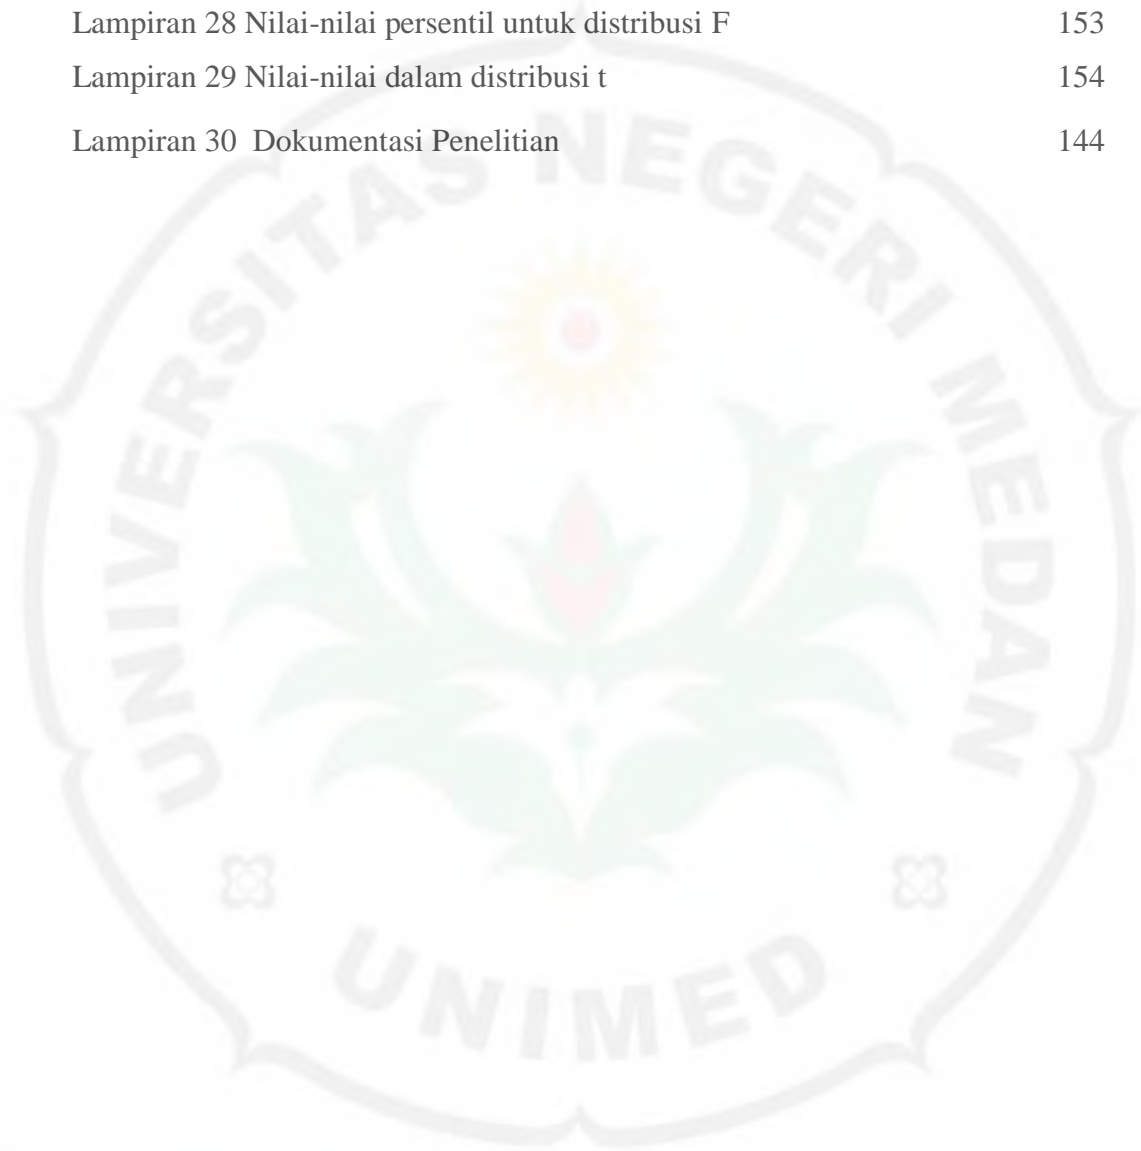 Lampiran 28 Nilai-nilai persentil untuk distribusi F 153
Lampiran 29 Nilai-nilai dalam distribusi t 154
Lampiran 30  Dokumentasi Penelitian 144
UNIVERSITAS NEGERI MEDAN
UNIMED